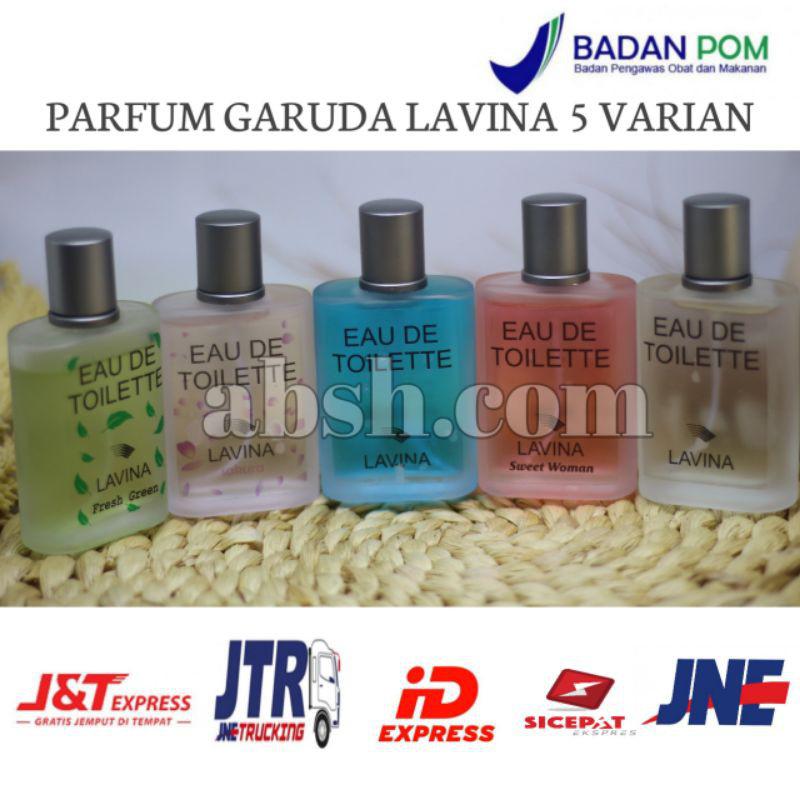 BADAN POM
Badan Pengawas Obat dan Makanan
PARFUM GARUDA LAVINA 5 VARIAN
EAU DE
TOILETTE
LAVINA
Fresh Green
EAU DE
TOILETTE
LAVINA
Sakura
EAU DE
TOILETTE
LAVINA
EAU DE
TOILETTE
LAVINA
Sweet Woman
EAU DE
TOILETTE
LAVINA
absh.com
J&T EXPRESS
GRATIS JEMPUT DI TEMPAT
JTR
JNE TRUCKING
iD
EXPRESS
SICEPAT
EKSPRES
JNE